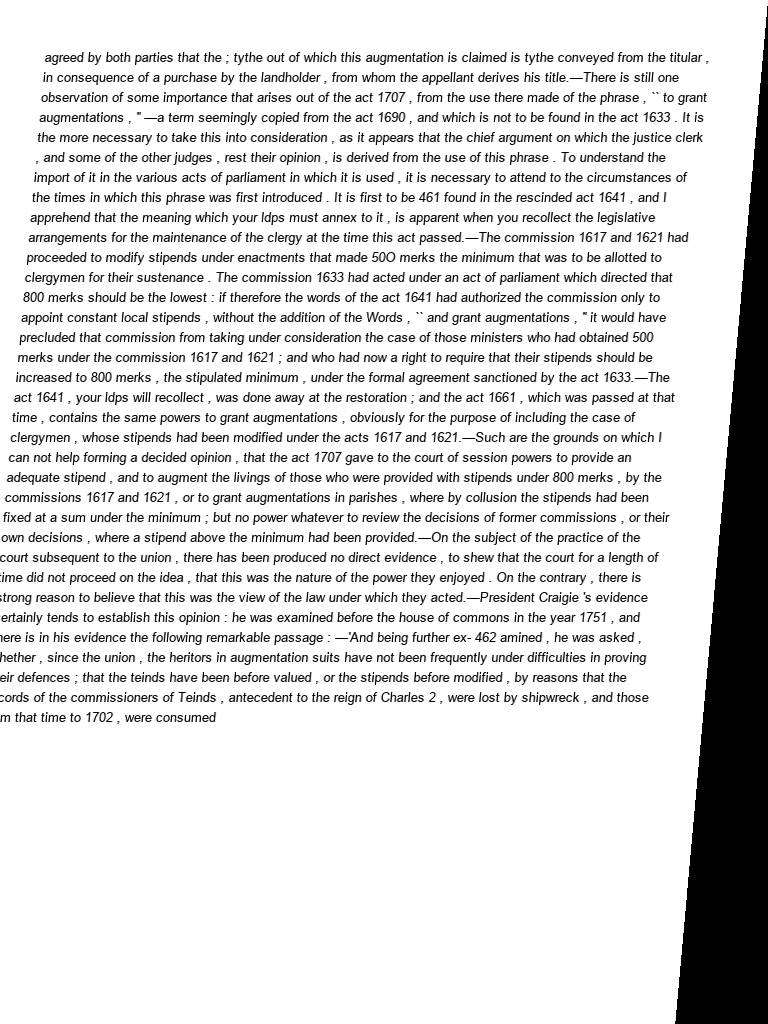 agreed by both parties that the ; tythe out of which this augmentation is claimed is tythe conveyed from the titular ,
in consequence of a purchase by the landholder , from whom the appellant derives his title.—There is still one
observation of some importance that arises out of the act 1707 , from the use there made of the phrase , `` to grant
augmentations , " —a term seemingly copied from the act 1690 , and which is not to be found in the act 1633 . It is
the more necessary to take this into consideration , as it appears that the chief argument on which the justice clerk
, and some of the other judges , rest their opinion , is derived from the use of this phrase . To understand the
import of it in the various acts of parliament in which it is used , it is necessary to attend to the circumstances of
the times in which this phrase was first introduced . It is first to be 461 found in the rescinded act 1641 , and I
apprehend that the meaning which your ldps must annex to it , is apparent when you recollect the legislative
arrangements for the maintenance of the clergy at the time this act passed.—The commission 1617 and 1621 had
proceeded to modify stipends under enactments that made 50O merks the minimum that was to be allotted to
clergymen for their sustenance . The commission 1633 had acted under an act of parliament which directed that
800 merks should be the lowest : if therefore the words of the act 1641 had authorized the commission only to
appoint constant local stipends , without the addition of the Words , `` and grant augmentations , " it would have
precluded that commission from taking under consideration the case of those ministers who had obtained 500
merks under the commission 1617 and 1621 ; and who had now a right to require that their stipends should be
increased to 800 merks , the stipulated minimum , under the formal agreement sanctioned by the act 1633.—The
act 1641 , your ldps will recollect , was done away at the restoration ; and the act 1661 , which was passed at that
time , contains the same powers to grant augmentations , obviously for the purpose of including the case of
clergymen , whose stipends had been modified under the acts 1617 and 1621.—Such are the grounds on which I
can not help forming a decided opinion , that the act 1707 gave to the court of session powers to provide an
adequate stipend , and to augment the livings of those who were provided with stipends under 800 merks , by the
commissions 1617 and 1621 , or to grant augmentations in parishes , where by collusion the stipends had been
fixed at a sum under the minimum ; but no power whatever to review the decisions of former commissions , or their
own decisions , where a stipend above the minimum had been provided.—On the subject of the practice of the
court subsequent to the union , there has been produced no direct evidence , to shew that the court for a length of
time did not proceed on the idea , that this was the nature of the power they enjoyed . On the contrary , there is
strong reason to believe that this was the view of the law under which they acted.—President Craigie 's evidence
ertainly tends to establish this opinion : he was examined before the house of commons in the year 1751 , and
here is in his evidence the following remarkable passage : —'And being further ex- 462 amined , he was asked ,
hether , since the union , the heritors in augmentation suits have not been frequently under difficulties in proving
eir defences ; that the teinds have been before valued , or the stipends before modified , by reasons that the
cords of the commissioners of Teinds , antecedent to the reign of Charles 2 , were lost by shipwreck , and those
m that time to 1702 , were consumed